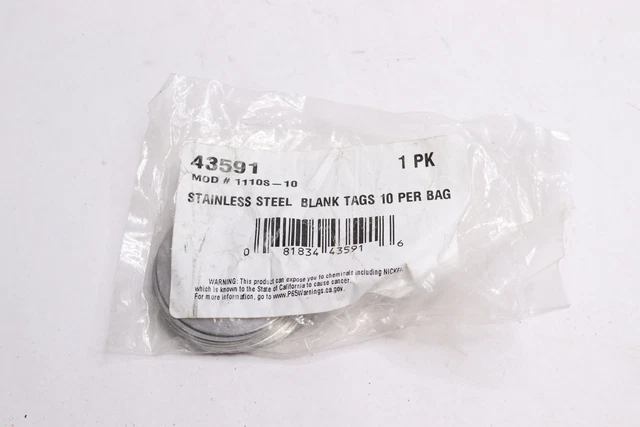 43591 1 PK
MOD # 1110S-10
STAINLESS STEEL BLANK TAGS 10 PER BAG
0 81834 43591 6
WARNING: This product can expose you to chemicals including NICKEL
which is known to the State of California to cause cancer.
For more information, go to www.P65Warnings.ca.gov.